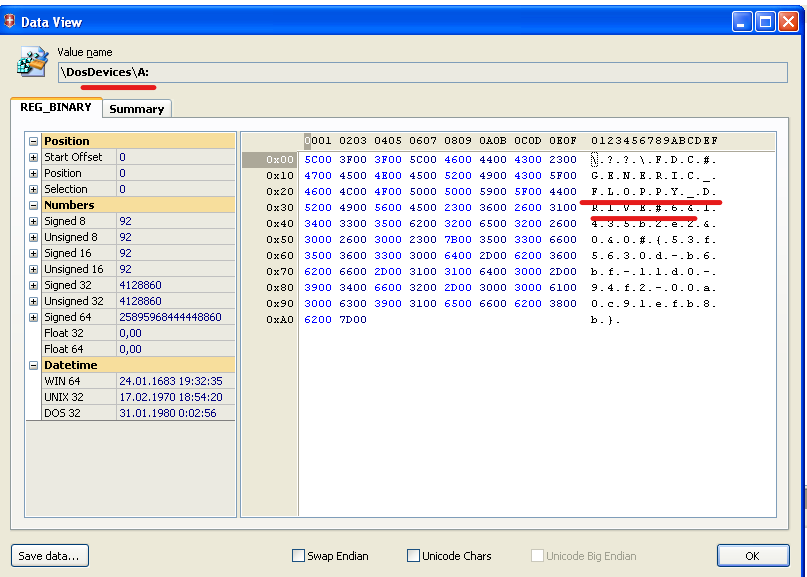 Data View
Value name
\DosDevices\A:
REG_BINARY Summary
Position
Start Offset 0
Position 0
Selection 0
Numbers
Signed 8 92
Unsigned 8 92
Signed 16 92
Unsigned 16 92
Signed 32 4128860
Unsigned 32 4128860
Signed 64 25895968444448860
Float 32 0,00
Float 64 0,00
Datetime
WIN 64 24.01.1683 19:32:35
UNIX 32 17.02.1970 18:54:20
DOS 32 31.01.1980 0:02:56
0001 0203 0405 0607 0809 0A0B 0C0D 0E0F 0123456789ABCDEF
0x00 5C00 3F00 3F00 5C00 4600 4400 4300 2300 \.?.?.\.F.D.C.#.
0x10 4700 4500 4E00 4500 5200 4900 4300 5F00 G.E.N.E.R.I.C._.
0x20 4600 4C00 4F00 5000 5000 5900 5F00 4400 F.L.O.P.P.Y._.D.
0x30 5200 4900 5600 4500 2300 3600 2600 3100 R.I.V.E.#.6.&.1.
0x40 3400 3300 3500 6200 3200 6500 3200 2600 4.3.5.b.2.e.2.&.
0x50 3000 2600 3000 2300 7B00 3500 3300 6600 0.&.0.#.{.5.3.f.
0x60 3500 3600 3300 3000 6400 2D00 6200 3600 5.6.3.0.d.-.b.6.
0x70 6200 6600 2D00 3100 3100 6400 3000 2D00 b.f.-.1.1.d.0.-.
0x80 3900 3400 6600 3200 2D00 3000 3000 6100 9.4.f.2.-.0.0.a.
0x90 3000 6300 3900 3100 6500 6600 6200 3800 0.c.9.1.e.f.b.8.
0xA0 6200 7D00 b.}.
Save data... Swap Endian Unicode Chars Unicode Big Endian OK